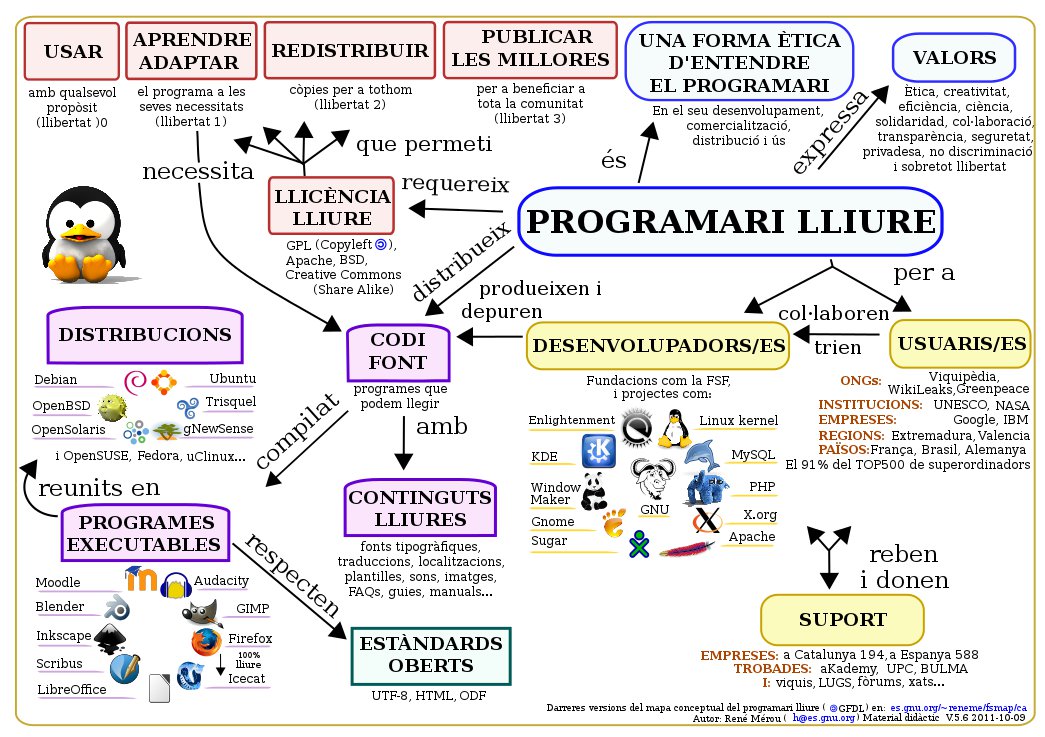 USAR
amb qualsevol
propòsit
(llibertat )0
APRENDRE
ADAPTAR
el programa a les
seves necessitats
(llibertat 1)
REDISTRIBUIR
còpies per a tothom
(llibertat 2)
PUBLICAR
LES MILLORES
per a beneficiar a
tota la comunitat
(llibertat 3)
UNA FORMA ÈTICA
D'ENTENDRE
EL PROGRAMARI
En el seu desenvolupament,
comercialització,
distribució i ús
VALORS
Ètica, creativitat,
eficiència, ciència,
solidaridad, col·laboració,
transparència, seguretat,
privadesa, no discriminació
i sobretot llibertat
expressa
és
que permeti
necessita
requereix
LLICÈNCIA
LLIURE
GPL (Copyleft ),
Apache, BSD,
Creative Commons
(Share Alike)
PROGRAMARI LLIURE
distribueix
per a
produeixen i
depuren
col·laboren
trien
DISTRIBUCIONS
Debian
Ubuntu
OpenBSD
Trisquel
OpenSolaris
gNewSense
i OpenSUSE, Fedora, uClinux...
CODI
FONT
programes que
podem llegir
DESENVOLUPADORS/ES
Fundacions com la FSF,
i projectes com:
Enlightenment
Linux kernel
KDE
MySQL
Window
Maker
PHP
GNU
Gnome
X.org
Sugar
Apache
USUARIS/ES
ONGs: Viquipèdia,
WikiLeaks, Greenpeace
INSTITUCIONS: UNESCO, NASA
EMPRESES: Google, IBM
REGIONS: Extremadura, Valencia
PAÏSOS: França, Brasil, Alemanya
El 91% del TOP500 de superordinadors
compilat
amb
reunits en
PROGRAMES
EXECUTABLES
CONTINGUTS
LLIURES
fonts tipogràfiques,
traduccions, localitzacions,
plantilles, sons, imatges,
FAQs, guies, manuals...
respecten
reben
i donen
Moodle
Audacity
Blender
GIMP
Inkscape
Firefox
100%
lliure
Scribus
Icecat
LibreOffice
ESTÀNDARDS
OBERTS
UTF-8, HTML, ODF
SUPORT
EMPRESES: a Catalunya 194, a Espanya 588
TROBADES: aKademy, UPC, BULMA
I: viquis, LUGS, fòrums, xats...
Darreres versions del mapa conceptual del programari lliure ( GFDL) en: es.gnu.org/~reneme/fsmap/ca
Autor: René Mérou ( h@es.gnu.org ) Material didàctic V.5.6 2011-10-09